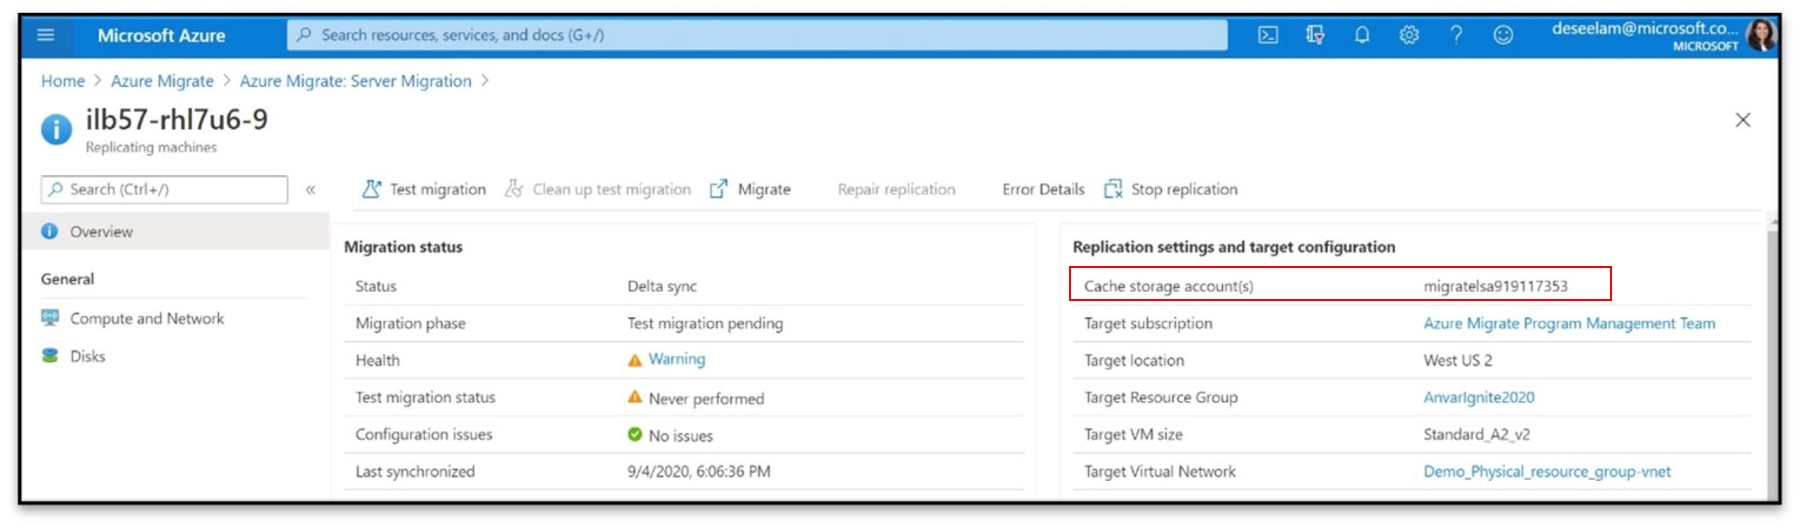 Microsoft Azure
Search resources, services, and docs (G+/)
deseelam@microsoft.co...
MICROSOFT
Home > Azure Migrate > Azure Migrate: Server Migration >
ilb57-rhl7u6-9
Replicating machines
Search (Ctrl+/)
«
Test migration
Clean up test migration
Migrate
Repair replication
Error Details
Stop replication
Overview
General
Compute and Network
Disks
Migration status
Status Delta sync
Migration phase Test migration pending
Health Warning
Test migration status Never performed
Configuration issues No issues
Last synchronized 9/4/2020, 6:06:36 PM
Replication settings and target configuration
Cache storage account(s) migratelsa919117353
Target subscription Azure Migrate Program Management Team
Target location West US 2
Target Resource Group AnvarIgnite2020
Target VM size Standard_A2_v2
Target Virtual Network Demo_Physical_resource_group-vnet